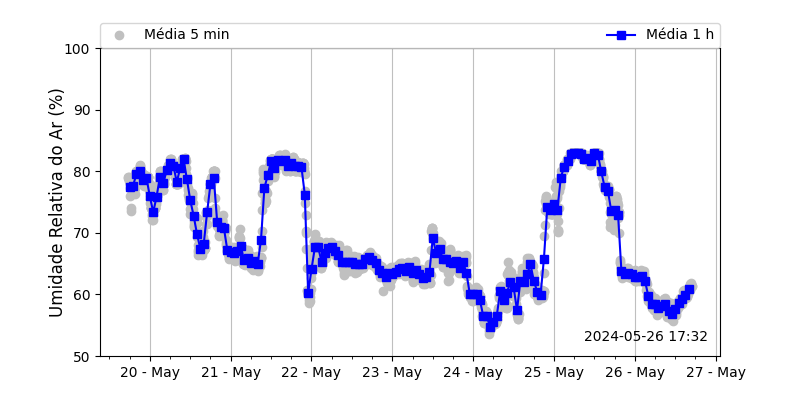 Média 5 min
Média 1 h
Umidade Relativa do Ar (%)
100
90
80
70
60
50
2024-05-26 17:32
20 - May
21 - May
22 - May
23 - May
24 - May
25 - May
26 - May
27 - May